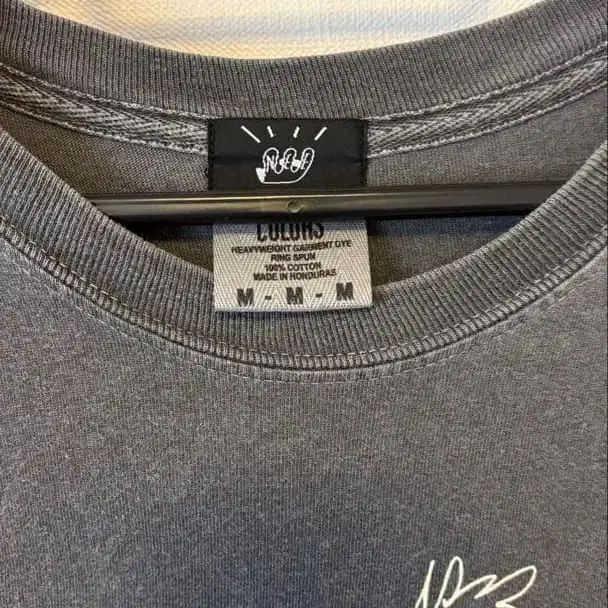 COLORS
HEAVYWEIGHT GARMENT DYE
RING SPUN
100% COTTON
MADE IN HONDURAS
M - M - M